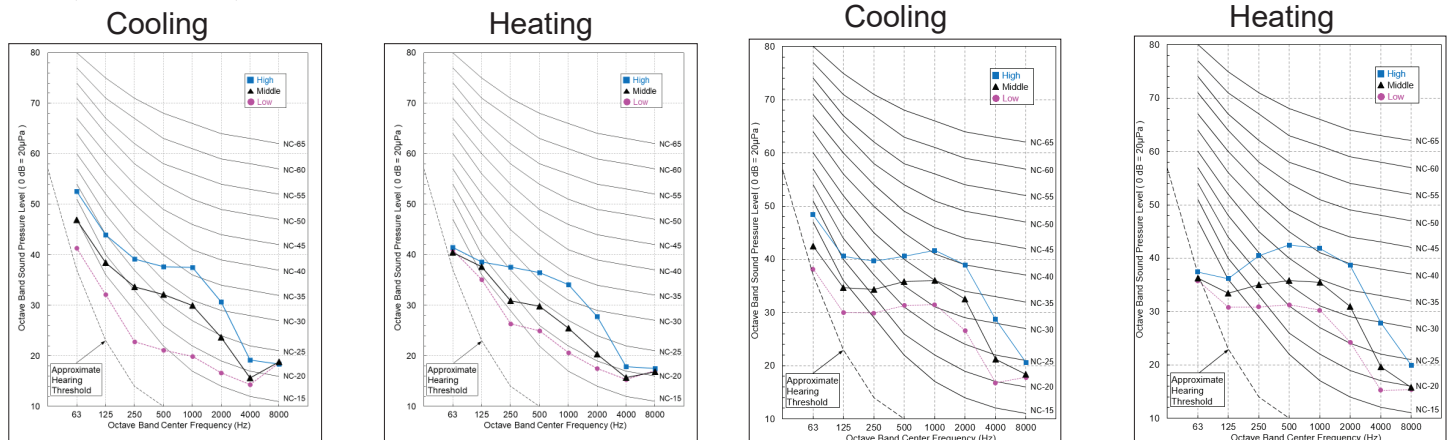 Cooling
Heating
Cooling
Heating
80
70
60
50
40
30
20
10
Octave Band Sound Pressure Level ( 0 dB = 20μPa )
High
Middle
Low
NC-65
NC-60
NC-55
NC-50
NC-45
NC-40
NC-35
NC-30
NC-25
NC-20
NC-15
Approximate
Hearing
Threshold
63 125 250 500 1000 2000 4000 8000
Octave Band Center Frequency (Hz)
80
70
60
50
40
30
20
10
Octave Band Sound Pressure Level ( 0 dB = 20μPa )
High
Middle
Low
NC-65
NC-60
NC-55
NC-50
NC-45
NC-40
NC-35
NC-30
NC-25
NC-20
NC-15
Approximate
Hearing
Threshold
63 125 250 500 1000 2000 4000 8000
Octave Band Center Frequency (Hz)
80
70
60
50
40
30
20
10
Octave Band Sound Pressure Level ( 0 dB = 20μPa )
High
Middle
Low
NC-65
NC-60
NC-55
NC-50
NC-45
NC-40
NC-35
NC-30
NC-25
NC-20
NC-15
Approximate
Hearing
Threshold
63 125 250 500 1000 2000 4000 8000
Octave Band Center Frequency (Hz)
80
70
60
50
40
30
20
10
Octave Band Sound Pressure Level ( 0 dB = 20μPa )
High
Middle
Low
NC-65
NC-60
NC-55
NC-50
NC-45
NC-40
NC-35
NC-30
NC-25
NC-20
NC-15
Approximate
Hearing
Threshold
63 125 250 500 1000 2000 4000 8000
Octave Band Center Frequency (Hz)